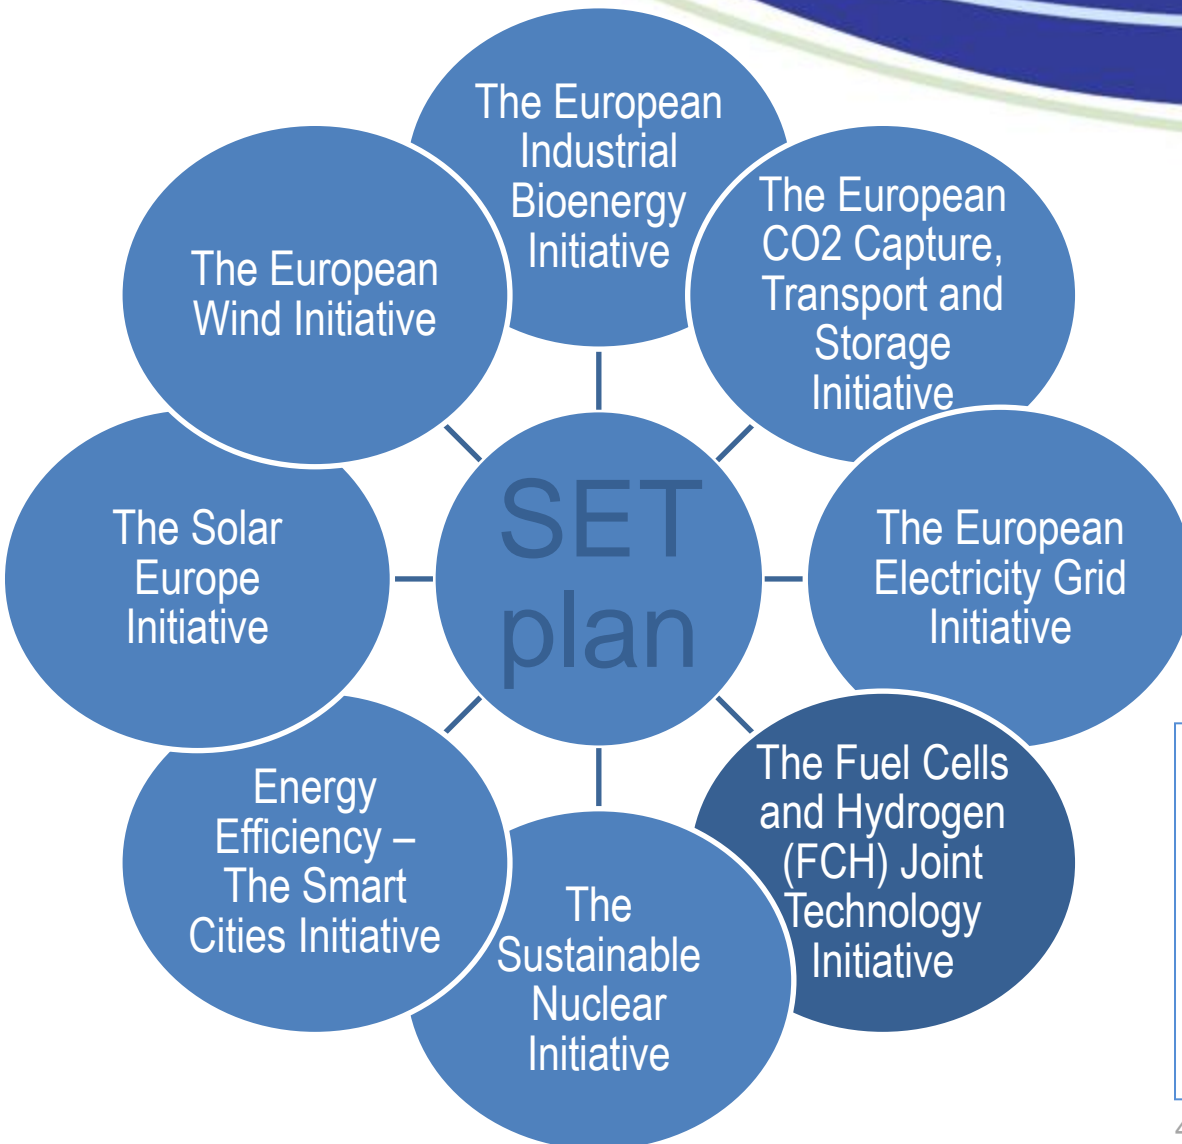 The European
Industrial
Bioenergy
Initiative
The European
CO2 Capture,
Transport and
Storage
Initiative
The European
Electricity Grid
Initiative
The Fuel Cells
and Hydrogen
(FCH) Joint
Technology
Initiative
The
Sustainable
Nuclear
Initiative
Energy
Efficiency –
The Smart
Cities Initiative
The Solar
Europe
Initiative
The European
Wind Initiative
SET
plan